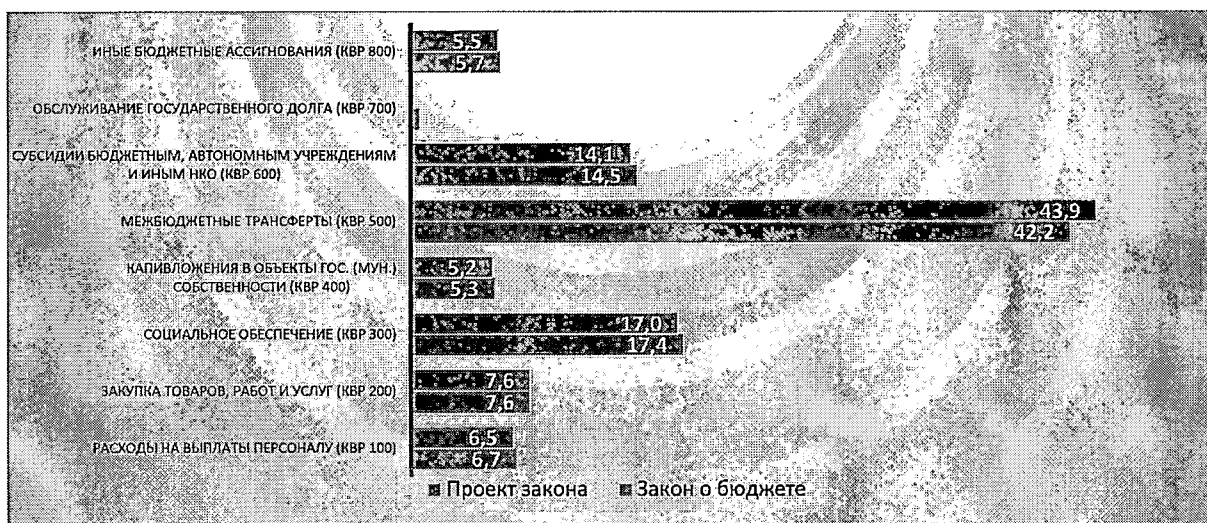 ИНЫЕ БЮДЖЕТНЫЕ АССИГНОВАНИЯ (КВР 800)
5,5
5,7
ОБСЛУЖИВАНИЕ ГОСУДАРСТВЕННОГО ДОЛГА (КВР 700)
СУБСИДИИ БЮДЖЕТНЫМ, АВТОНОМНЫМ УЧРЕЖДЕНИЯМ
И ИНЫМ НКО (КВР 600)
14,1
14,5
МЕЖБЮДЖЕТНЫЕ ТРАНСФЕРТЫ (КВР 500)
43,9
42,2
КАПИВЛОЖЕНИЯ В ОБЪЕКТЫ ГОС. (МУН.)
СОБСТВЕННОСТИ (КВР 400)
5,2
5,3
СОЦИАЛЬНОЕ ОБЕСПЕЧЕНИЕ (КВР 300)
17,0
17,4
ЗАКУПКА ТОВАРОВ, РАБОТ И УСЛУГ (КВР 200)
7,6
7,6
РАСХОДЫ НА ВЫПЛАТЫ ПЕРСОНАЛУ (КВР 100)
6,5
6,7
Проект закона
Закон о бюджете